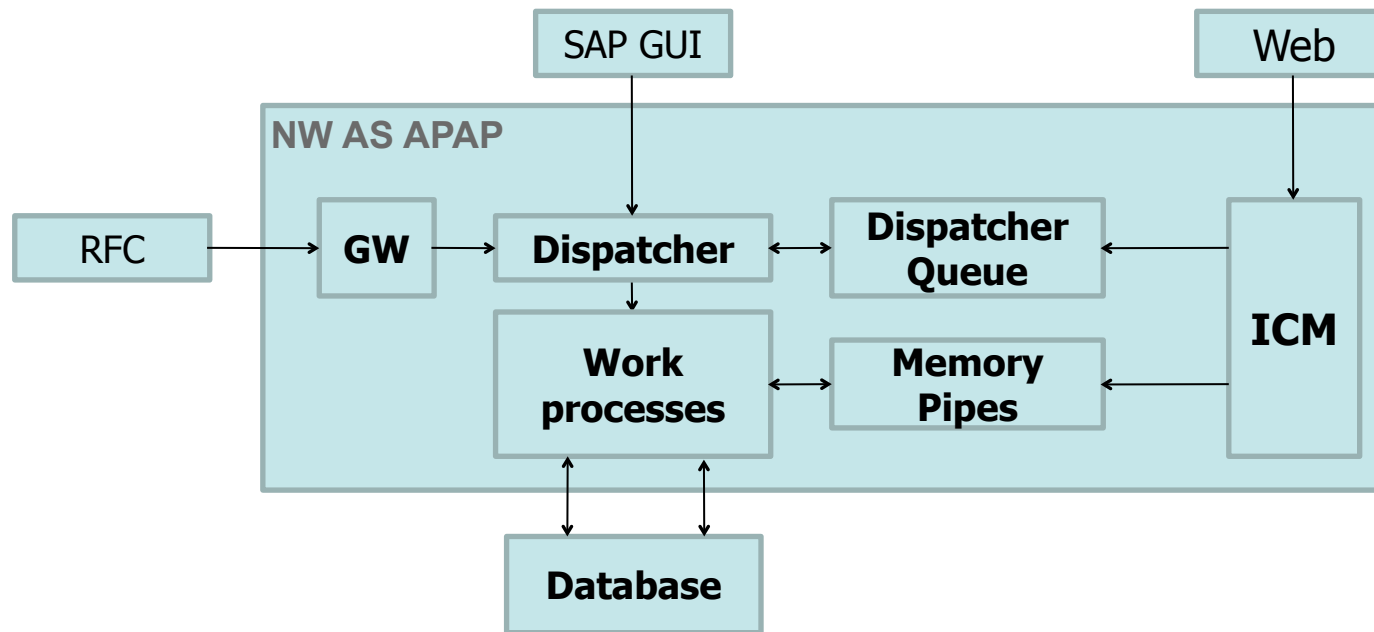 SAP GUI
Web
NW AS APAP
RFC
GW
Dispatcher
Dispatcher
Queue
ICM
Work
processes
Memory
Pipes
Database